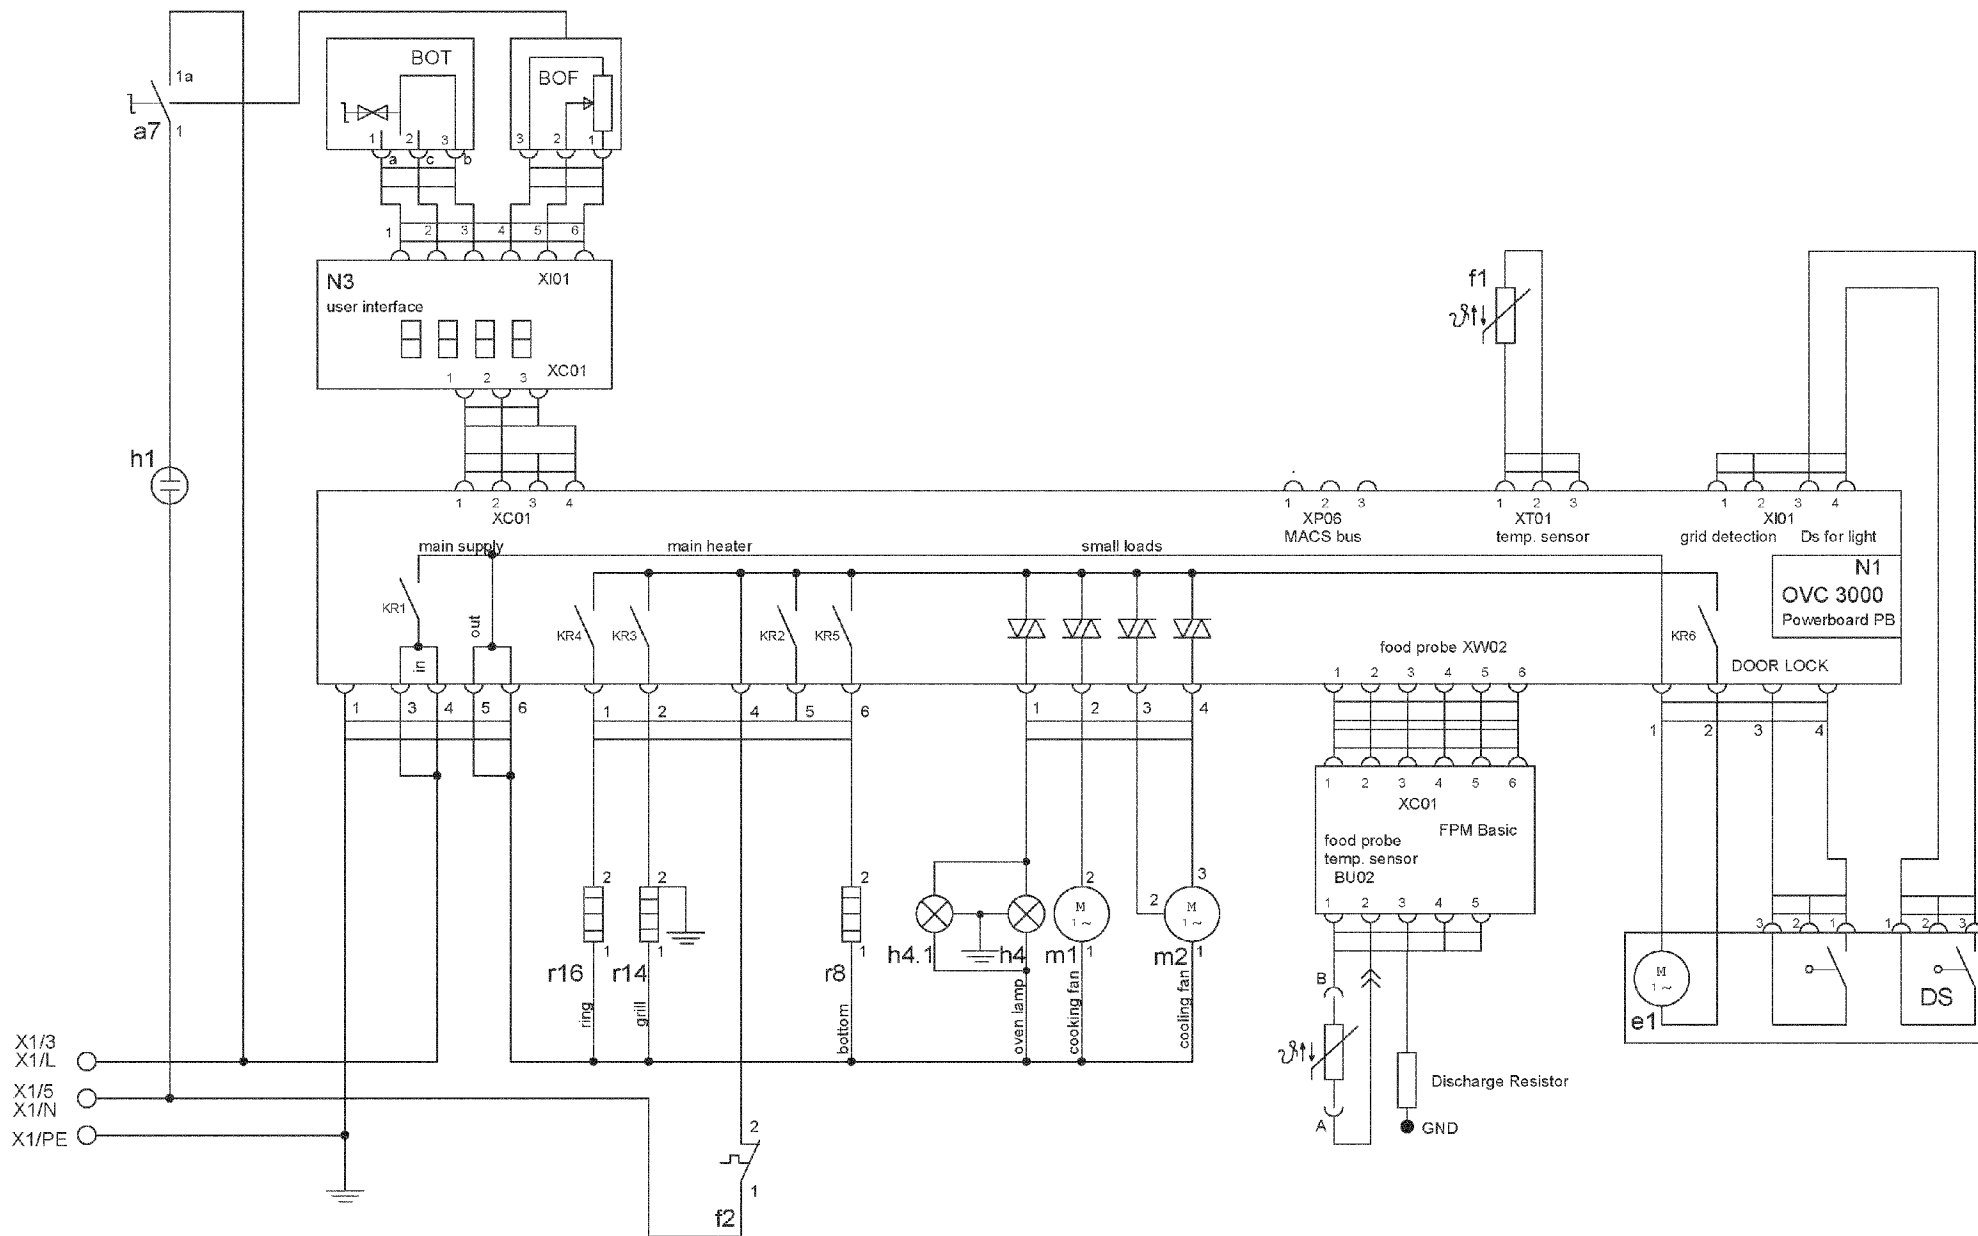 1a
a7
1
BOT
1 2 3
a c b
BOF
3 2 1
1 2 3 4 5 6
N3
XI01
user interface
XC01
1 2 3
h1
f1
1 2 3 4
XC01
1 2 3
XP06
MACS bus
1 2 3
XT01
temp. sensor
1 2 3 4
XI01
grid detection
Ds for light
main supply
main heater
small loads
N1
OVC 3000
Powerboard PB
KR1
in
out
KR4
KR3
KR2
KR5
KR6
food probe XW02
DOOR LOCK
1 2 3 4 5 6
1 3 4 5 6
1 2 4 5 6
1 2 3 4
1 2 3 4
1 2 3 4 5 6
XC01
FPM Basic
food probe
temp. sensor
BU02
1 2 3 4 5
2
1
r16
ring
2
1
r14
grill
2
1
r8
bottom
h4.1
h4
oven lamp
2
M
1 ~
1
m1
cooking fan
3
2
M
1 ~
1
m2
cooling fan
B
ϑ
A
Discharge Resistor
GND
3 2 1
1 2 3
M
1 ~
e1
DS
X1/3
X1/L
X1/5
X1/N
X1/PE
2
1
f2